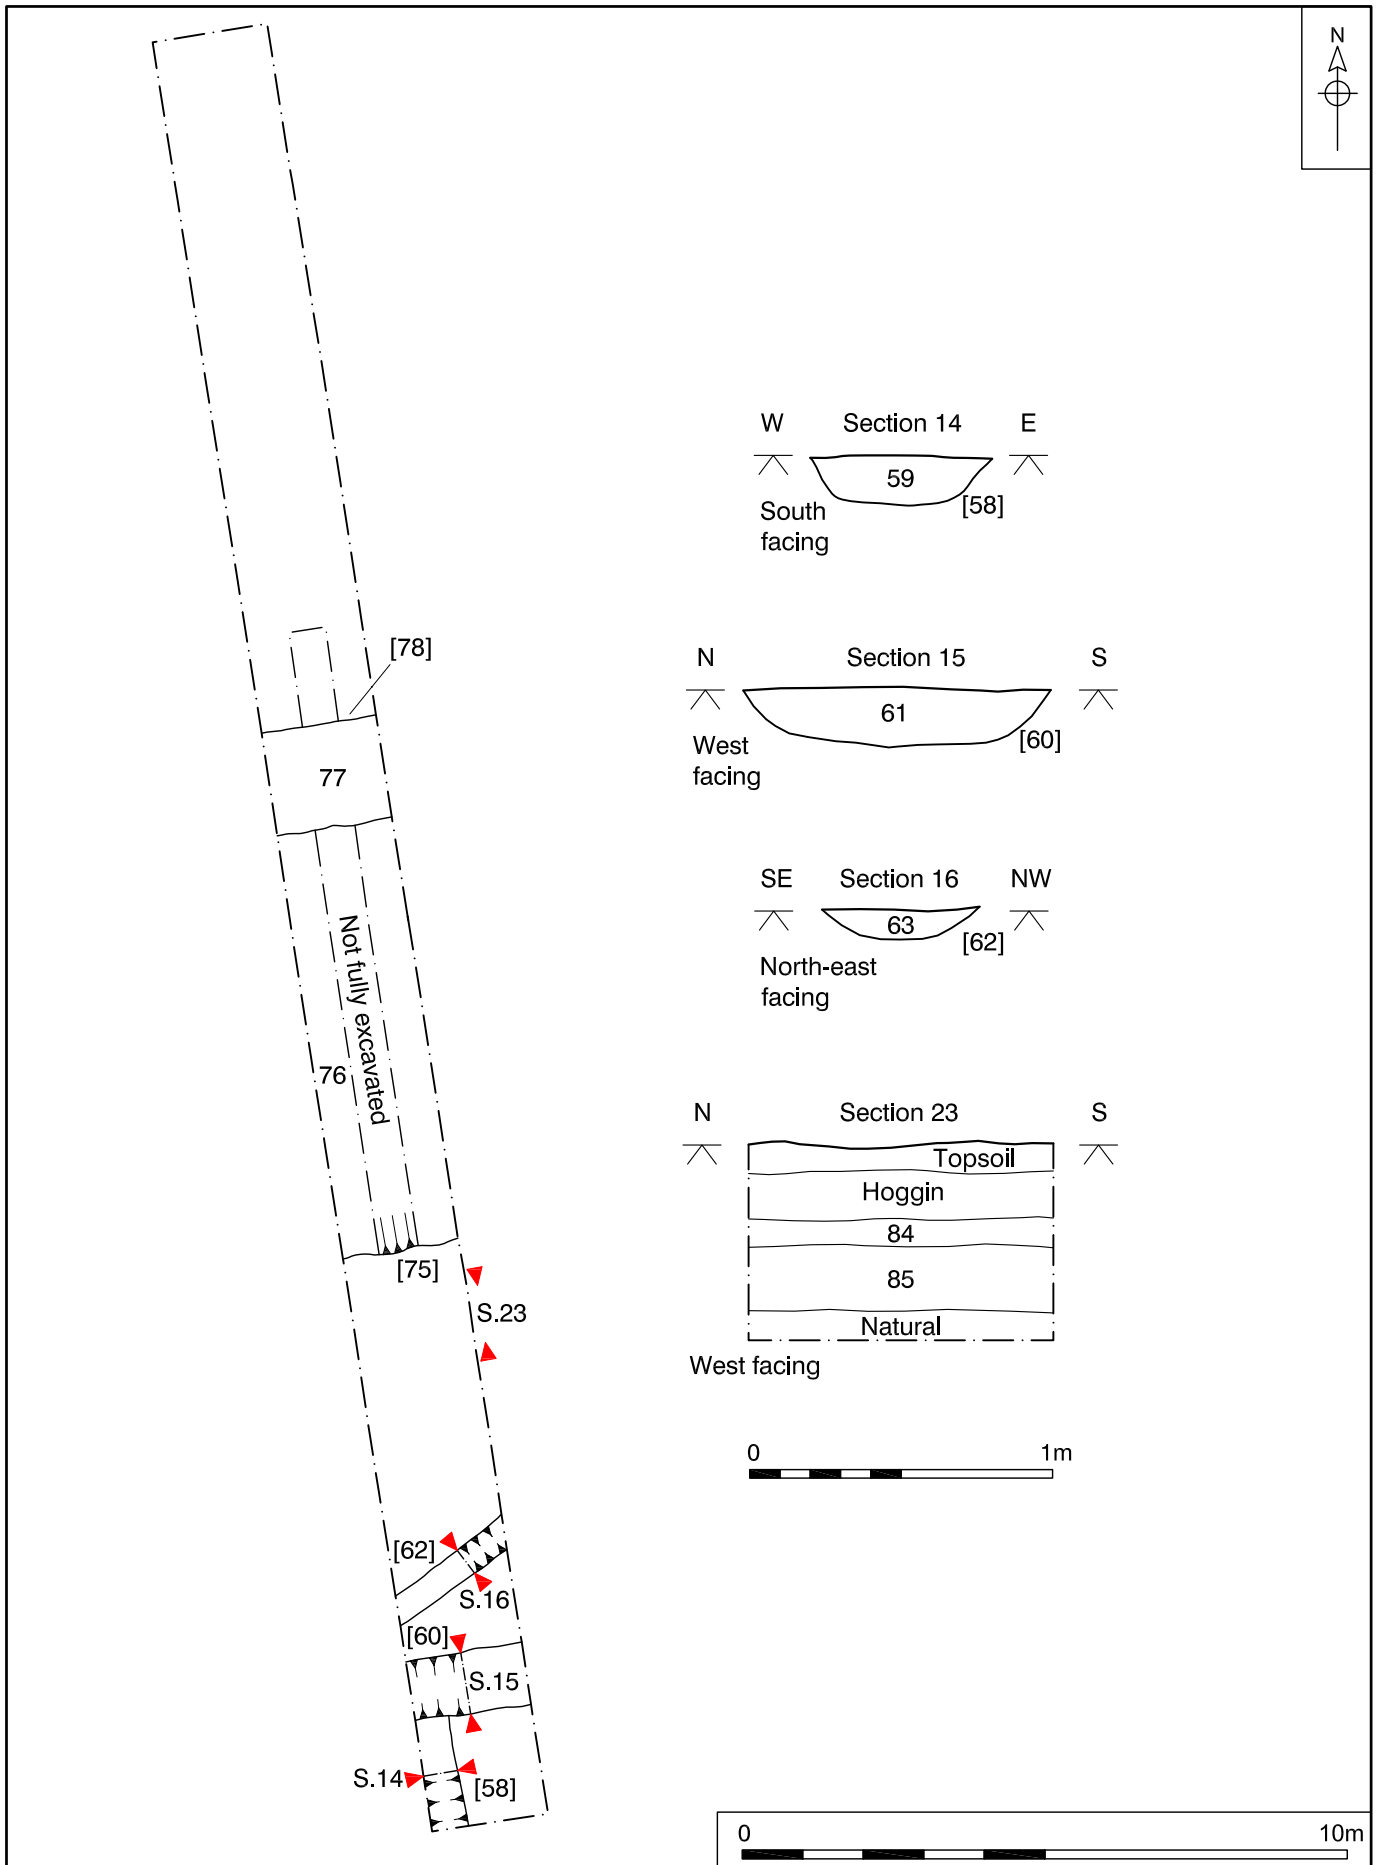 N
W Section 14 E
59
[58]
South
facing
[78]
N Section 15 S
61
[60]
West
facing
77
SE Section 16 NW
63
[62]
North-east
facing
Not fully excavated
76
N Section 23 S
Topsoil
Hoggin
84
85
Natural
West facing
[75]
S.23
0 1m
[62]
S.16
[60]
S.15
S.14
[58]
0 10m